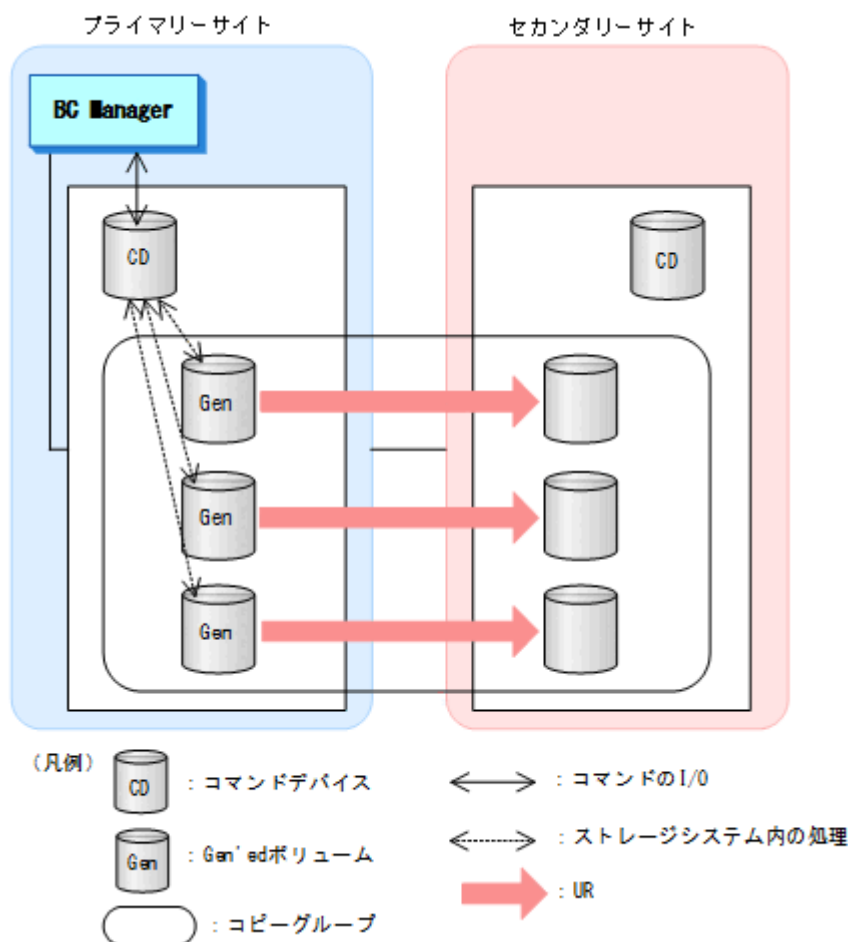 プライマリーサイト
セカンダリーサイト
BC Manager
CD
CD
Gen
Gen
Gen
（凡例）
CD
：コマンドデバイス
：コマンドのI/O
Gen
：Gen'edボリューム
：ストレージシステム内の処理
：コピーグループ
：UR